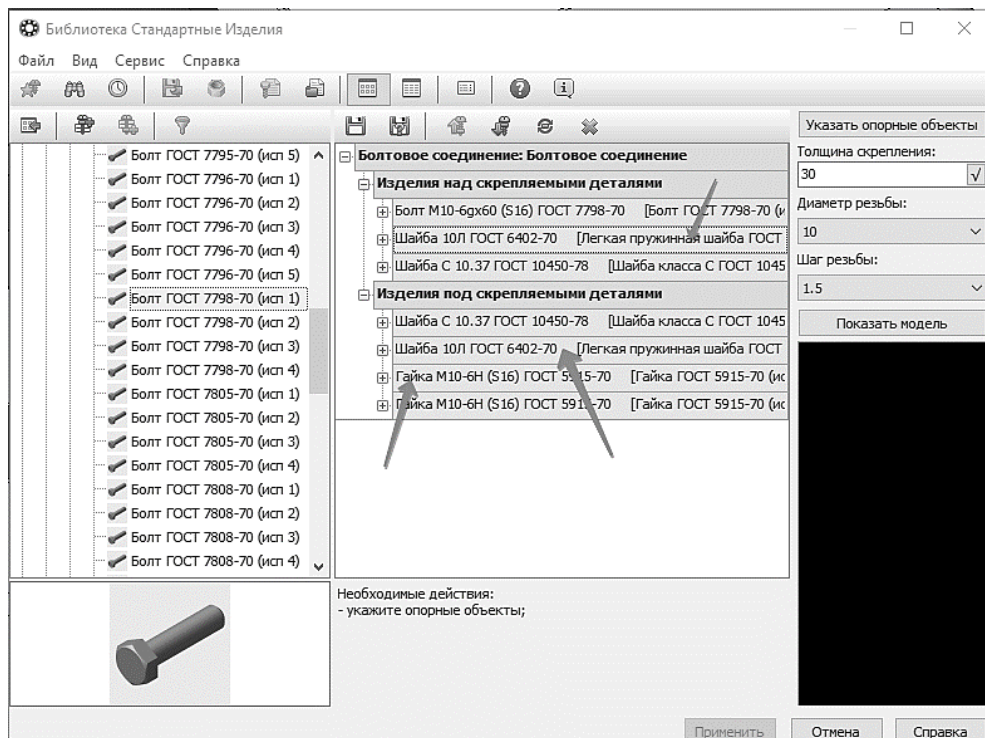 Библиотека Стандартные Изделия
Файл Вид Сервис Справка
Болт ГОСТ 7795-70 (исп 5)
Болт ГОСТ 7796-70 (исп 1)
Болт ГОСТ 7796-70 (исп 2)
Болт ГОСТ 7796-70 (исп 3)
Болт ГОСТ 7796-70 (исп 4)
Болт ГОСТ 7796-70 (исп 5)
Болт ГОСТ 7798-70 (исп 1)
Болт ГОСТ 7798-70 (исп 2)
Болт ГОСТ 7798-70 (исп 3)
Болт ГОСТ 7798-70 (исп 4)
Болт ГОСТ 7805-70 (исп 1)
Болт ГОСТ 7805-70 (исп 2)
Болт ГОСТ 7805-70 (исп 3)
Болт ГОСТ 7805-70 (исп 4)
Болт ГОСТ 7808-70 (исп 1)
Болт ГОСТ 7808-70 (исп 2)
Болт ГОСТ 7808-70 (исп 3)
Болт ГОСТ 7808-70 (исп 4)
Болтовое соединение: Болтовое соединение
Изделия над скрепляемыми деталями
Болт М10-6gx60 (S16) ГОСТ 7798-70 [Болт ГОСТ 7798-70 (и
Шайба 10Л ГОСТ 6402-70 [Легкая пружинная шайба ГОСТ
Шайба С 10.37 ГОСТ 10450-78 [Шайба класса С ГОСТ 1045
Изделия под скрепляемыми деталями
Шайба С 10.37 ГОСТ 10450-78 [Шайба класса С ГОСТ 1045
Шайба 10Л ГОСТ 6402-70 [Легкая пружинная шайба ГОСТ
Гайка М10-6Н (S16) ГОСТ 5915-70 [Гайка ГОСТ 5915-70 (ис
Гайка М10-6Н (S16) ГОСТ 5915-70 [Гайка ГОСТ 5915-70 (ис
Указать опорные объекты
Толщина скрепления:
30
Диаметр резьбы:
10
Шаг резьбы:
1.5
Показать модель
Необходимые действия:
- укажите опорные объекты;
Применить Отмена Справка